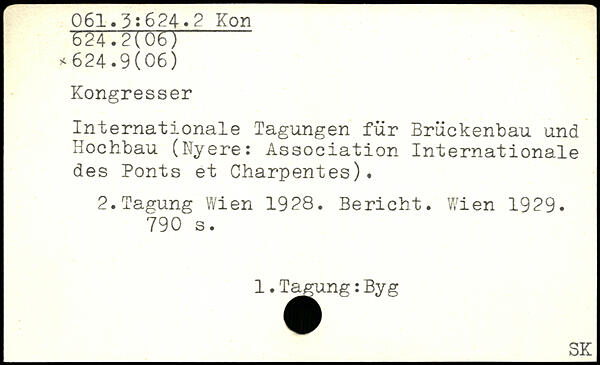 061.3:624.2 Kon
624.2(06)
×624.9(06)
Kongresser
Internationale Tagungen für Brückenbau und
Hochbau (Nyere: Association Internationale
des Ponts et Charpentes).
2.Tagung Wien 1928. Bericht. Wien 1929.
790 s.
1.Tagung:Byg
SK